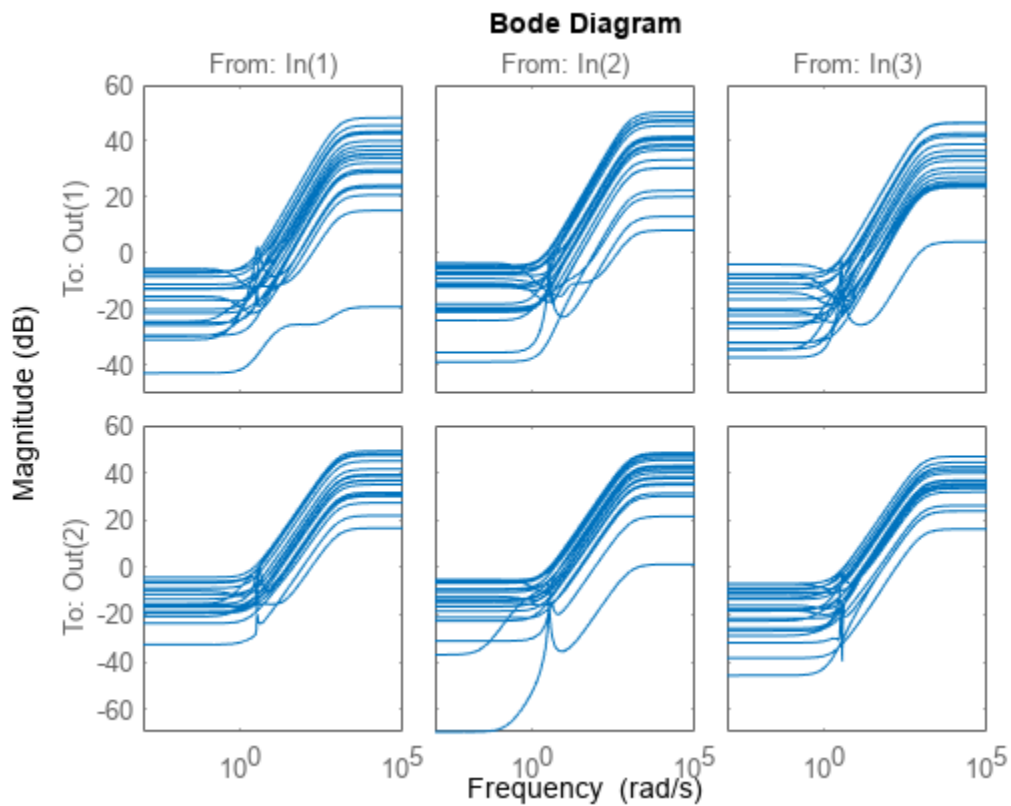 Bode Diagram
From: In(1)
From: In(2)
From: In(3)
To: Out(1)
60
40
20
0
-20
-40
To: Out(2)
60
40
20
0
-20
-40
-60
Magnitude (dB)
10^0
10^5
10^0
10^5
10^0
10^5
Frequency (rad/s)